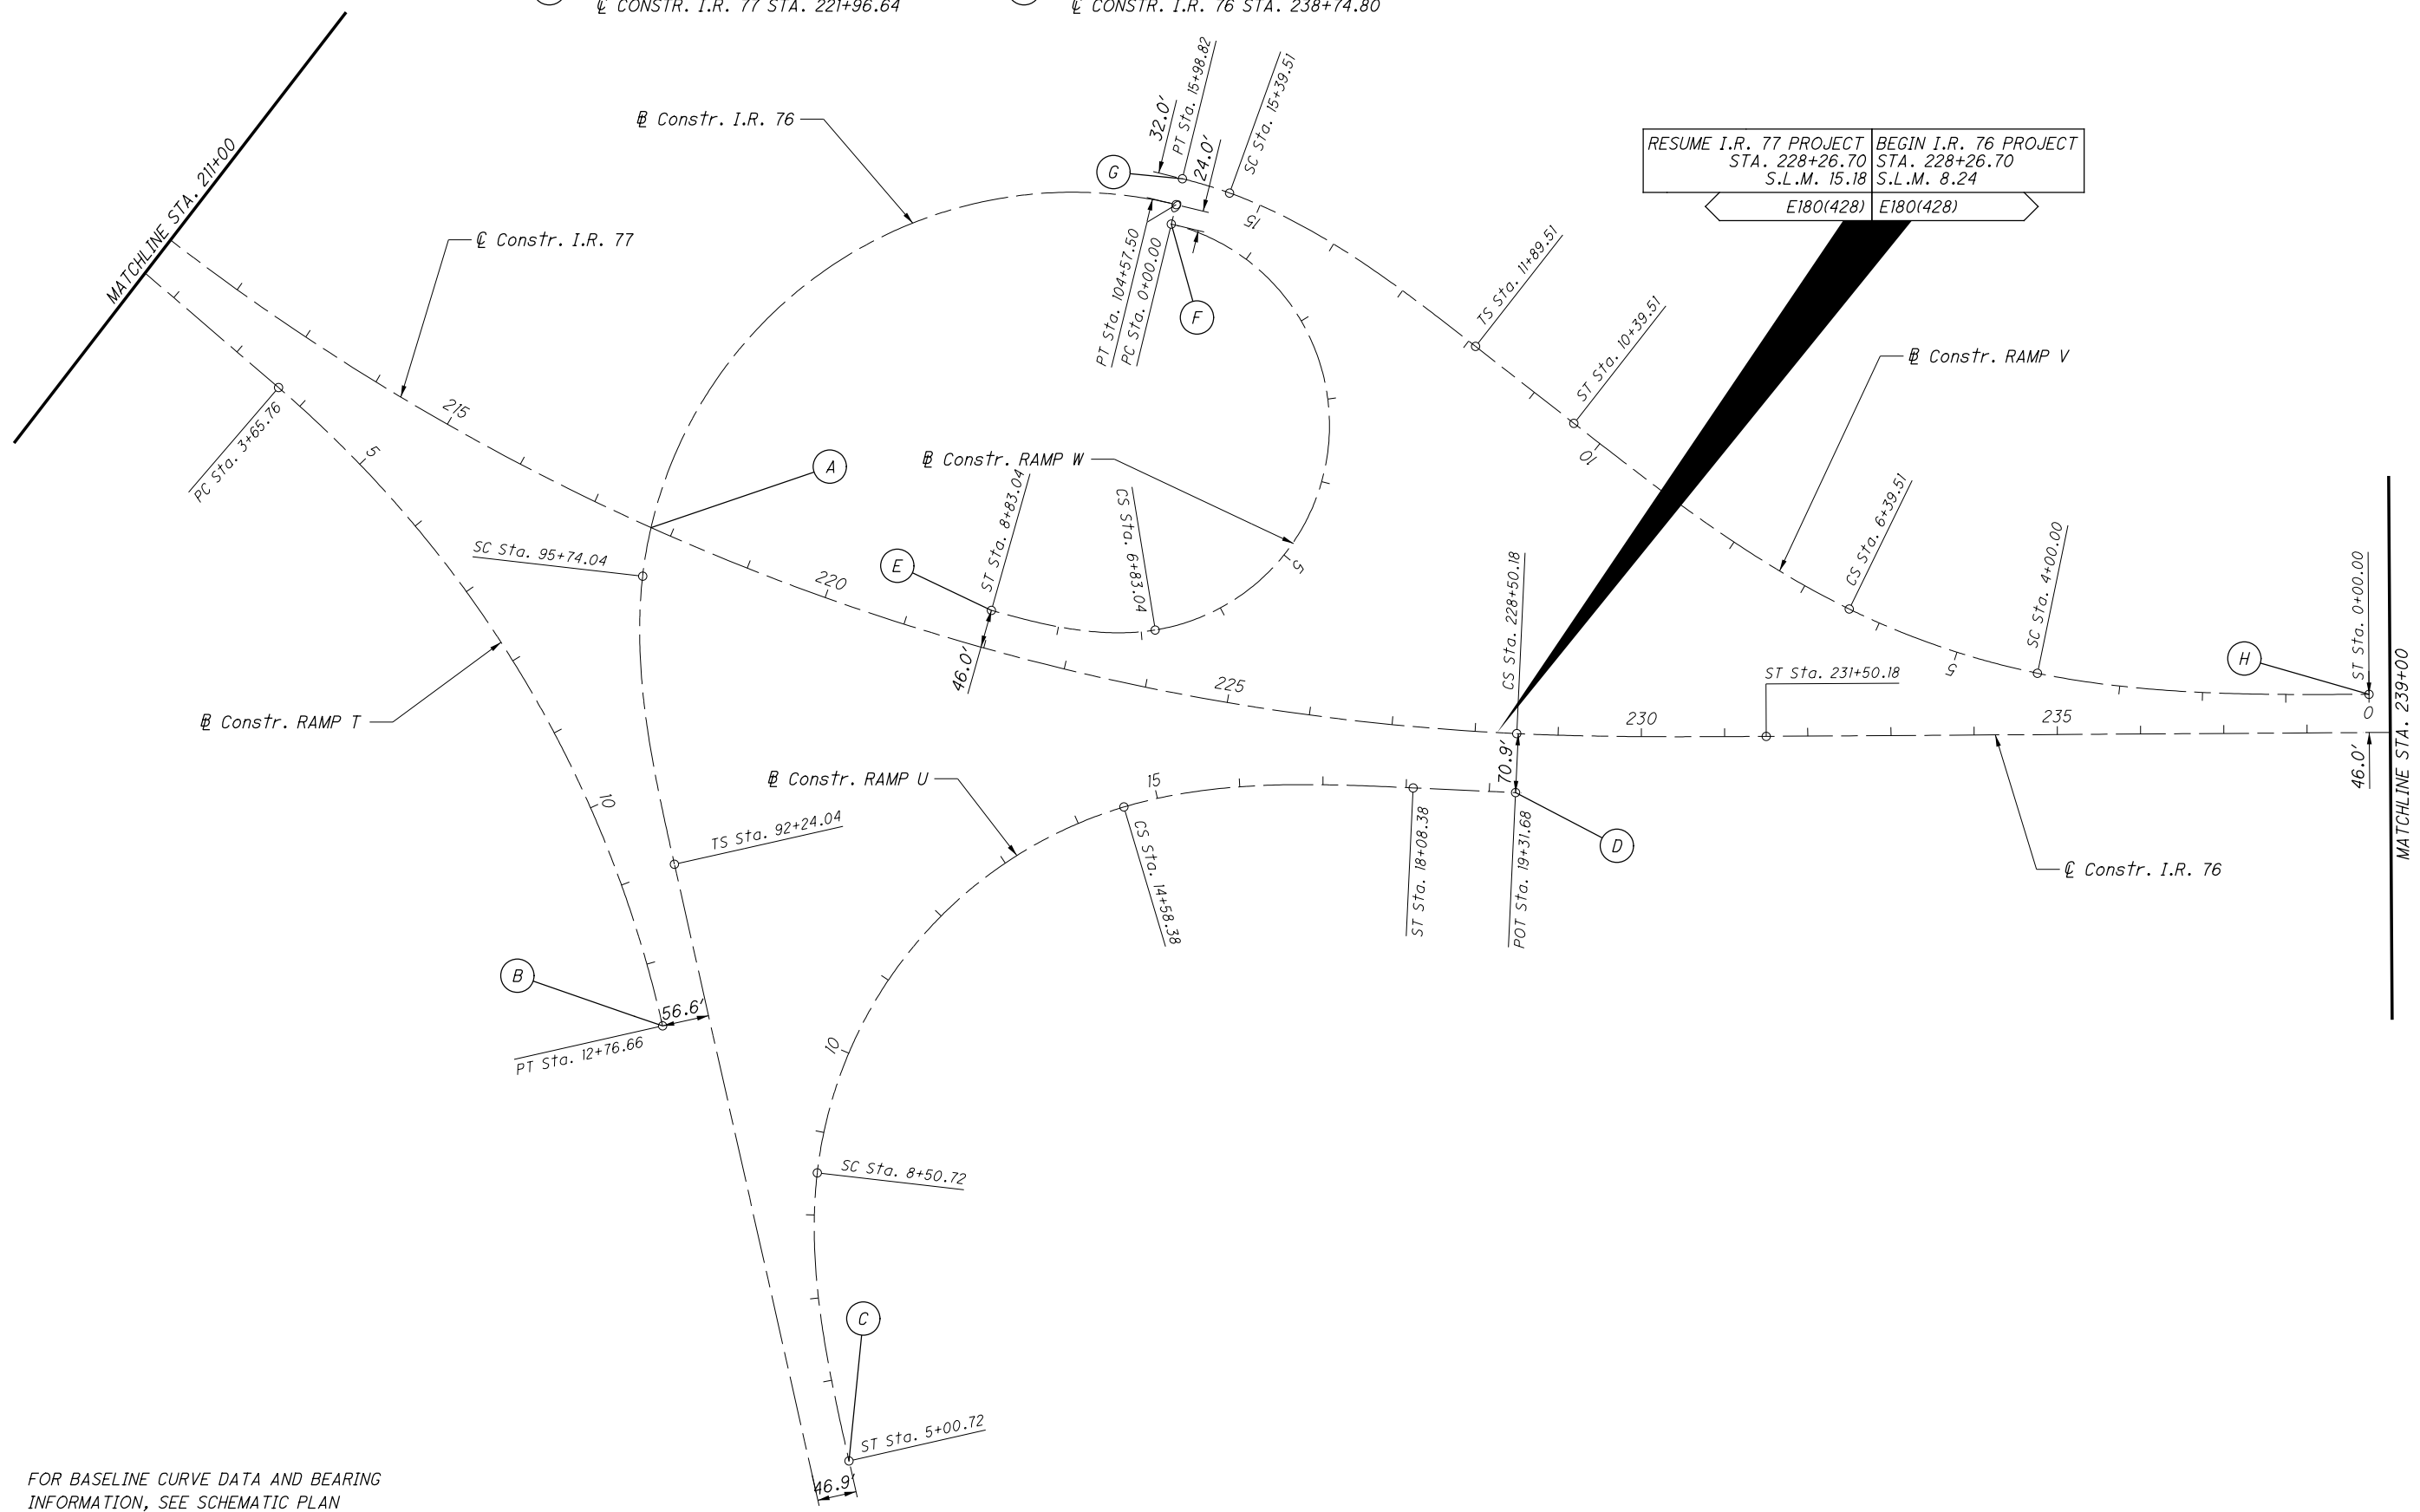 ℄ CONSTR. I.R. 77 STA. 221+96.64
℄ CONSTR. I.R. 76 STA. 238+74.80
MATCHLINE STA. 211+00
Constr. I.R. 76
℄ Constr. I.R. 77
32.0'
PT Sta. 15+98.82
24.0'
SC Sta. 15+39.51
G
15
PT Sta. 104+57.50
PC Sta. 0+00.00
F
TS Sta. 11+89.51
ST Sta. 10+39.51
RESUME I.R. 77 PROJECT
STA. 228+26.70
S.L.M. 15.18
BEGIN I.R. 76 PROJECT
STA. 228+26.70
S.L.M. 8.24
E180(428)
E180(428)
Constr. RAMP V
10
215
PC Sta. 3+65.76
5
A
Constr. RAMP W
SC Sta. 95+74.04
220
E
ST Sta. 8+83.04
CS Sta. 6+83.04
5
46.0'
225
CS Sta. 228+50.18
CS Sta. 6+39.51
SC Sta. 4+00.00
5
ST Sta. 0+00.00
H
0
230
ST Sta. 231+50.18
235
46.0'
MATCHLINE STA. 239+00
Constr. RAMP T
10
Constr. RAMP U
TS Sta. 92+24.04
15
CS Sta. 14+58.38
70.9'
ST Sta. 18+08.38
POT Sta. 19+31.68
D
℄ Constr. I.R. 76
B
56.6'
PT Sta. 12+76.66
10
SC Sta. 8+50.72
C
ST Sta. 5+00.72
46.9'
FOR BASELINE CURVE DATA AND BEARING
INFORMATION, SEE SCHEMATIC PLAN